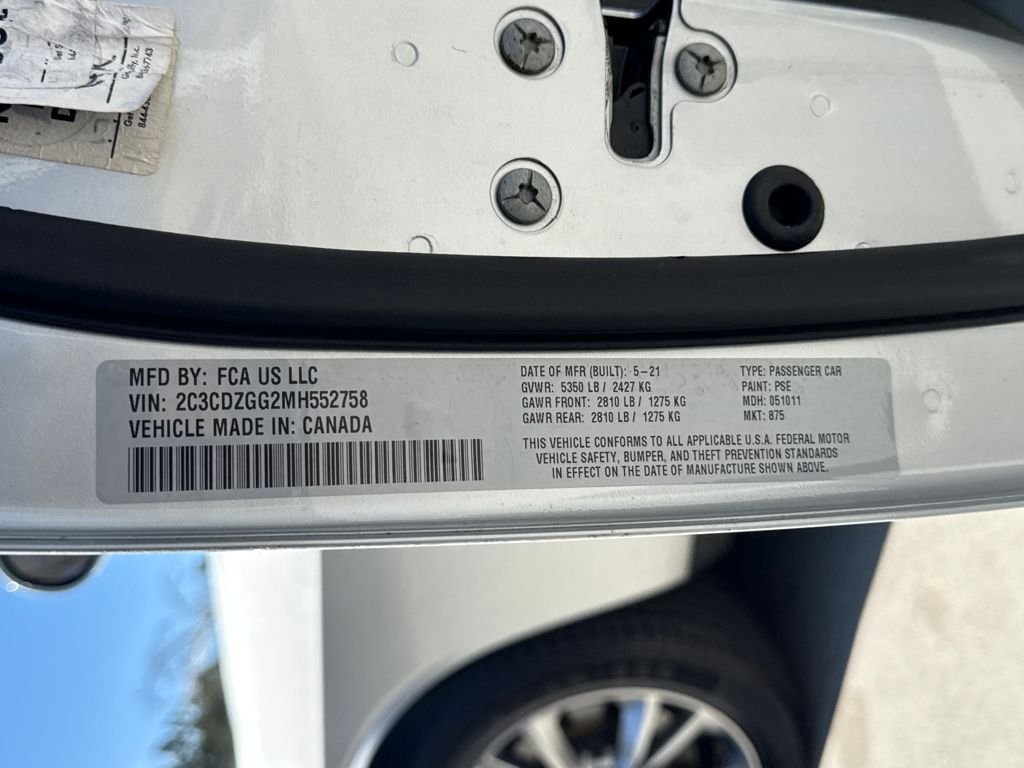 MFD BY: FCA US LLC
VIN: 2C3CDZGG2MH552758
VEHICLE MADE IN: CANADA
DATE OF MFR (BUILT): 5-21
GVWR: 5350 LB / 2427 KG
GAWR FRONT: 2810 LB / 1275 KG
GAWR REAR: 2810 LB / 1275 KG
TYPE: PASSENGER CAR
PAINT: PSE
MDH: 051011
MKT: 875
THIS VEHICLE CONFORMS TO ALL APPLICABLE U.S.A. FEDERAL MOTOR
VEHICLE SAFETY, BUMPER, AND THEFT PREVENTION STANDARDS
IN EFFECT ON THE DATE OF MANUFACTURE SHOWN ABOVE.